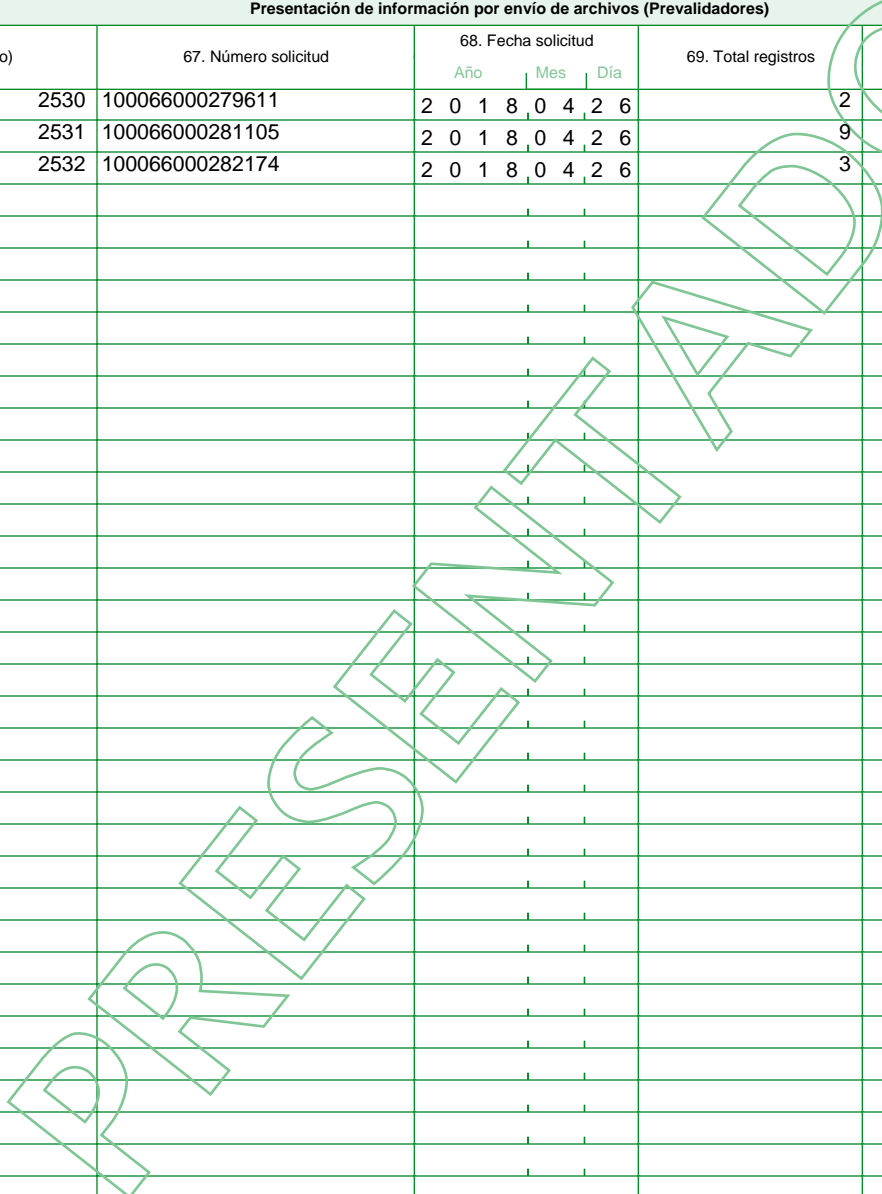 Presentación de información por envío de archivos (Prevalidadores)
o) 67. Número solicitud 68. Fecha solicitud 69. Total registros
Año Mes Día
2530 100066000279611 2 0 1 8 0 4 2 6 2
2531 100066000281105 2 0 1 8 0 4 2 6 9
2532 100066000282174 2 0 1 8 0 4 2 6 3
PRESENTADO